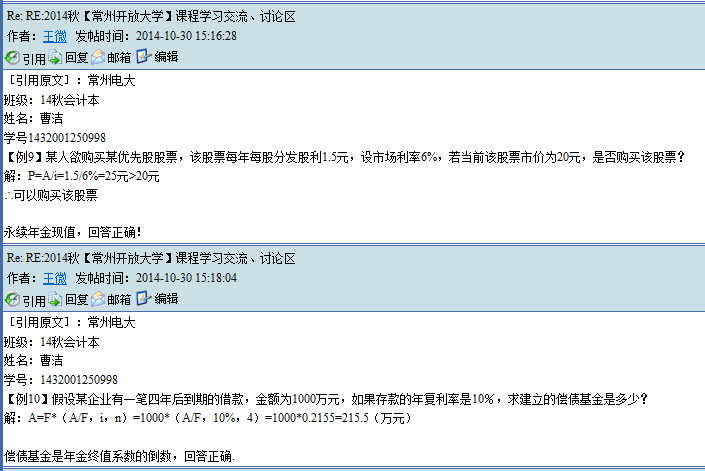 Re: RE:2014秋【常州开放大学】课程学习交流、讨论区
作者：王微 发帖时间：2014-10-30 15:16:28
引用 回复 邮箱 编辑
［引用原文］：常州电大
班级：14秋会计本
姓名：曹洁
学号1432001250998
【例9】某人欲购买某优先股股票，该股票每年每股分发股利1.5元，设市场利率6%，若当前该股票市价为20元，是否购买该股票？
解：P=A/i=1.5/6%=25元>20元
∴可以购买该股票
永续年金现值，回答正确！
Re: RE:2014秋【常州开放大学】课程学习交流、讨论区
作者：王微 发帖时间：2014-10-30 15:18:04
引用 回复 邮箱 编辑
［引用原文］：常州电大
班级：14秋会计本
姓名：曹洁
学号：1432001250998
【例10】假设某企业有一笔四年后到期的借款，金额为1000万元，如果存款的年复利率是10％，求建立的偿债基金是多少？
解：A=F*（A/F，i，n）=1000*（A/F，10%，4）=1000*0.2155=215.5（万元）
偿债基金是年金终值系数的倒数，回答正确.